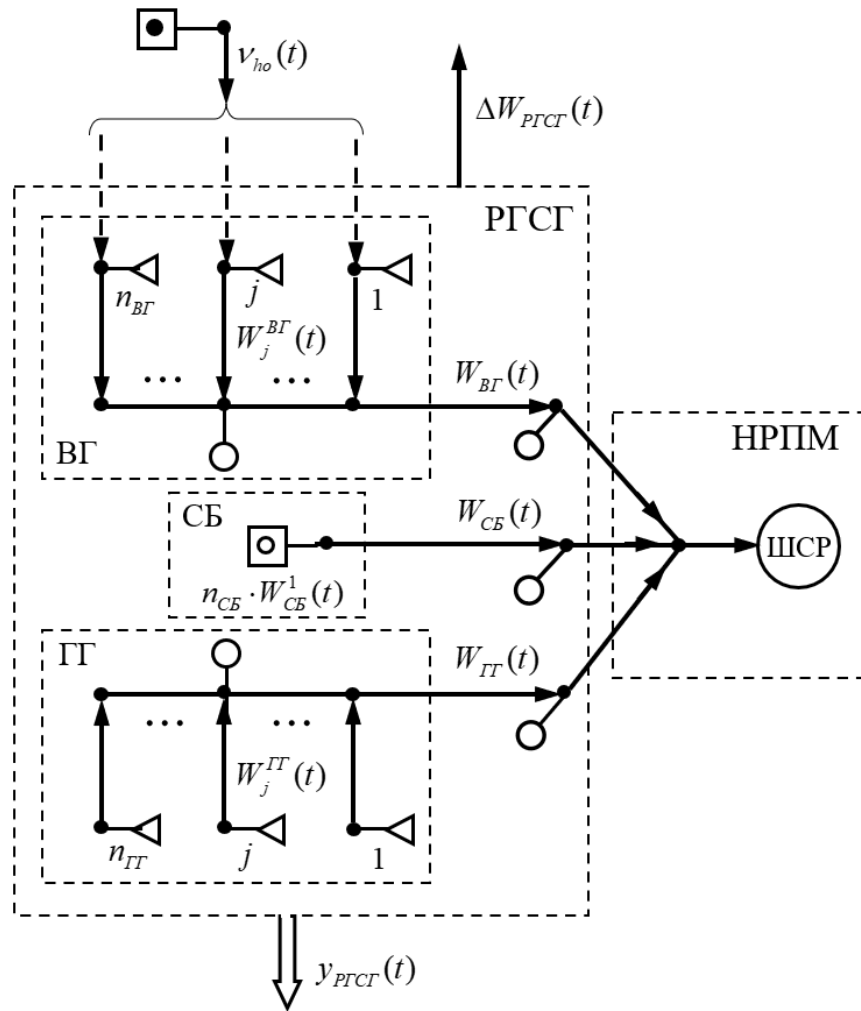 ν_ho(t)
ΔW_РГСГ(t)
РГСГ
n_ВГ
j
1
W_j^ВГ(t)
... ...
W_ВГ(t)
ВГ
НРПМ
СБ
W_СБ(t)
ШСР
n_СБ · W_СБ^1(t)
ГГ
W_ГГ(t)
... ...
W_j^ГГ(t)
n_ГГ
j
1
y_РГСГ(t)